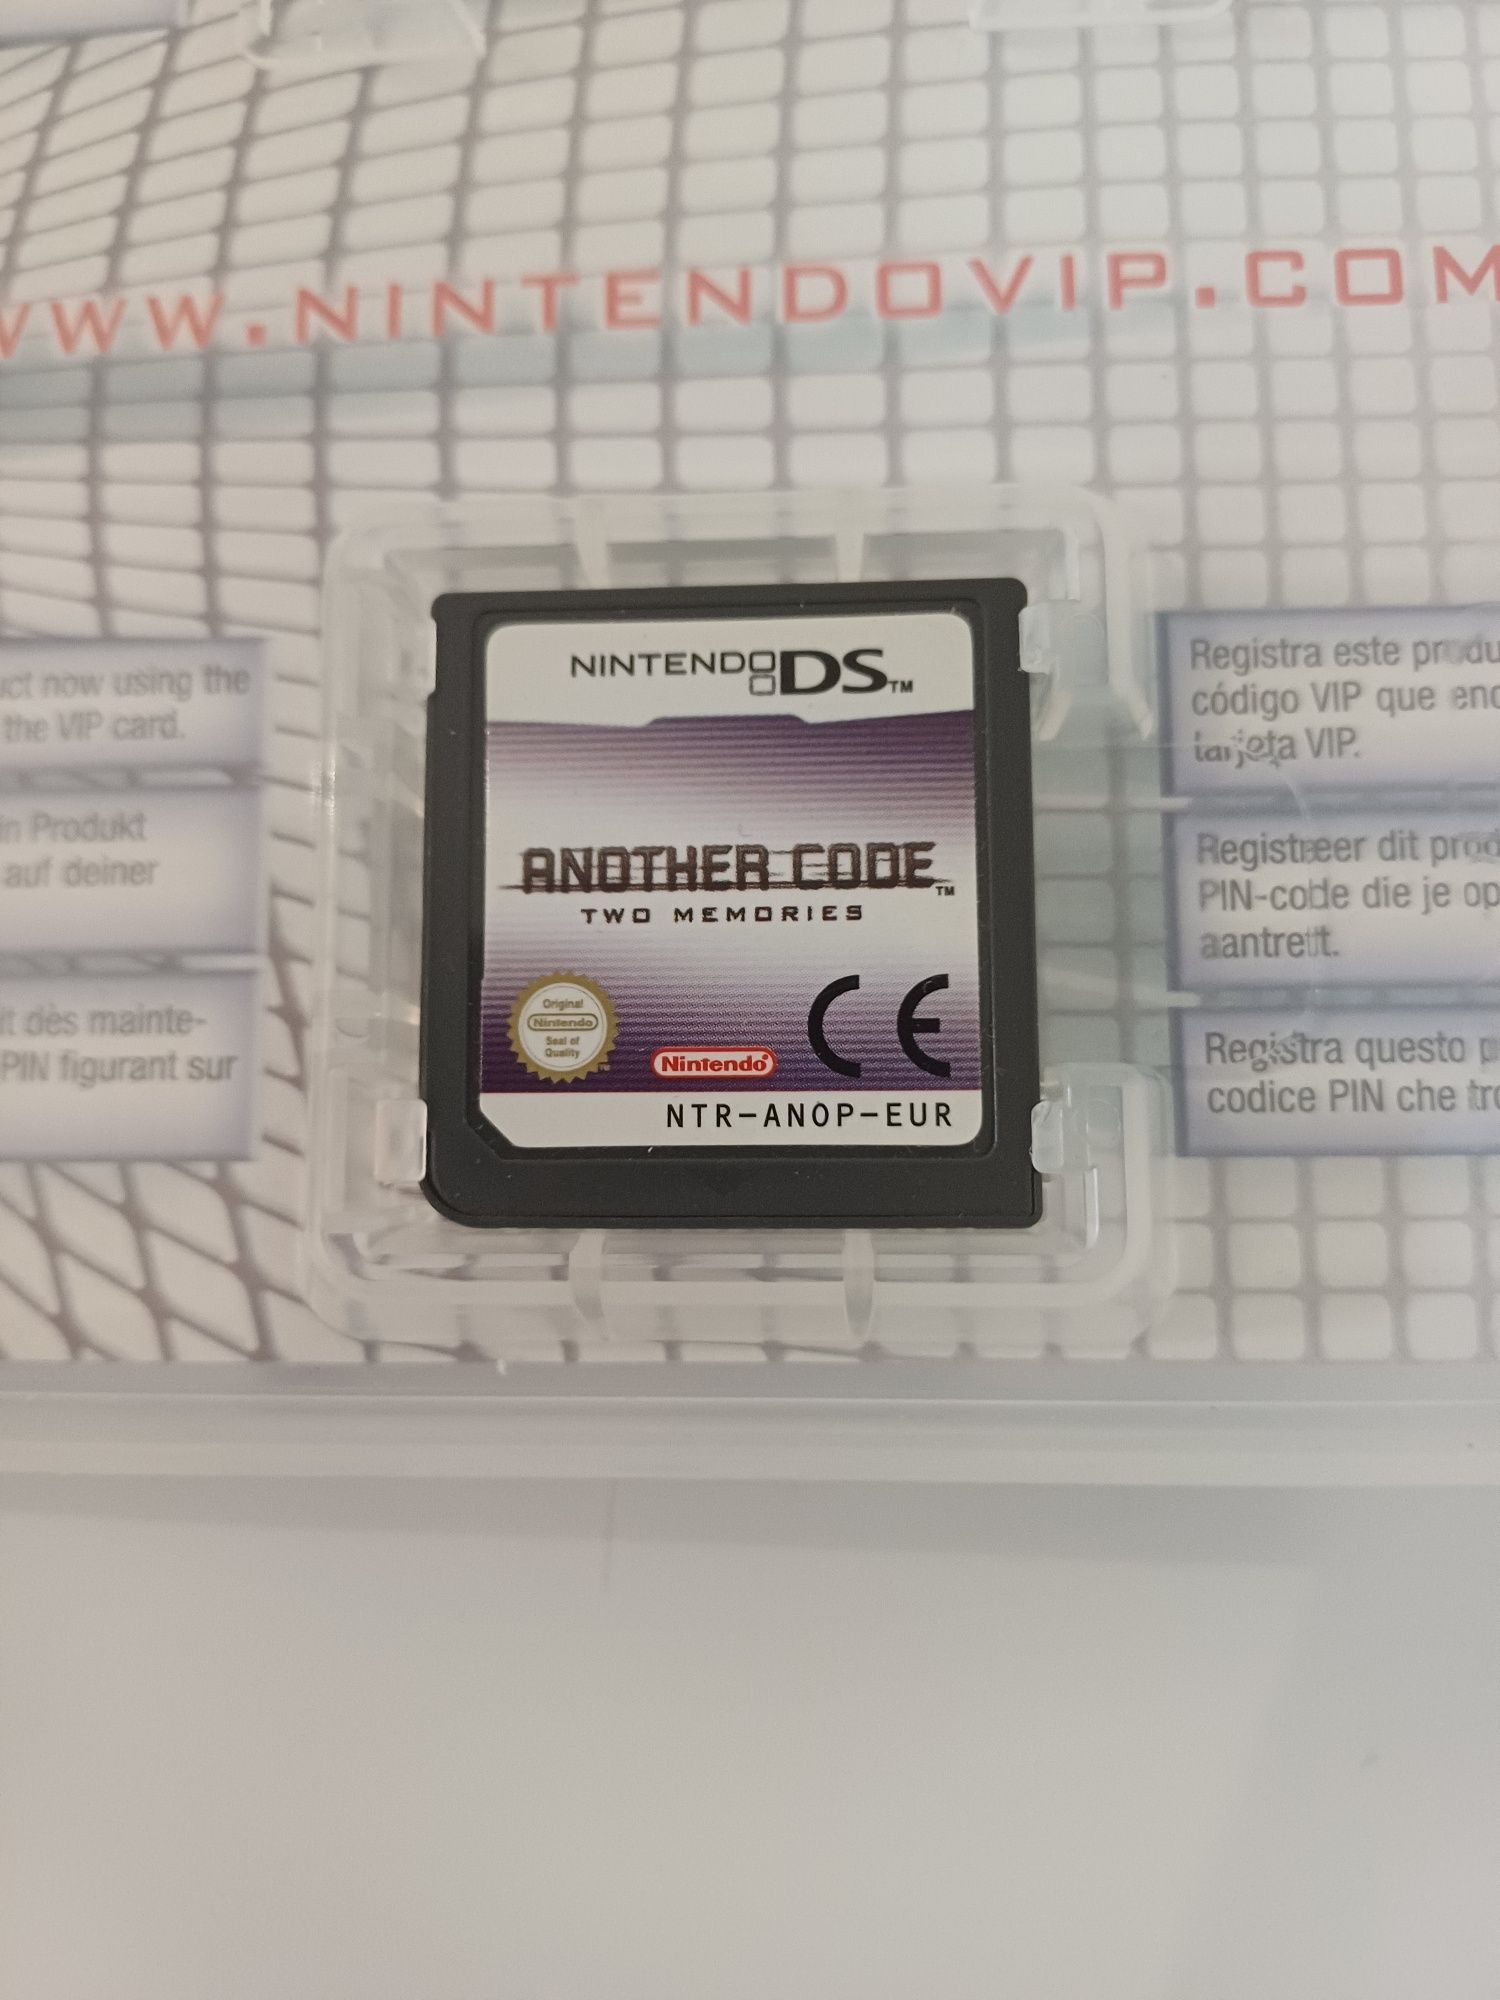 WWW.NINTENDOVIP.COM
uct now using the
the VIP card.
in Produkt
auf deiner
it dès mainte-
PIN figurant sur
NINTENDO DS™
ANOTHER CODE™
TWO MEMORIES
Original
Nintendo
Seal of
Quality
Nintendo®
CE
NTR-ANOP-EUR
Registra este produ
código VIP que enc
tarjeta VIP.
Registreer dit prod
PIN-code die je op
aantreft.
Registra questo p
codice PIN che tro